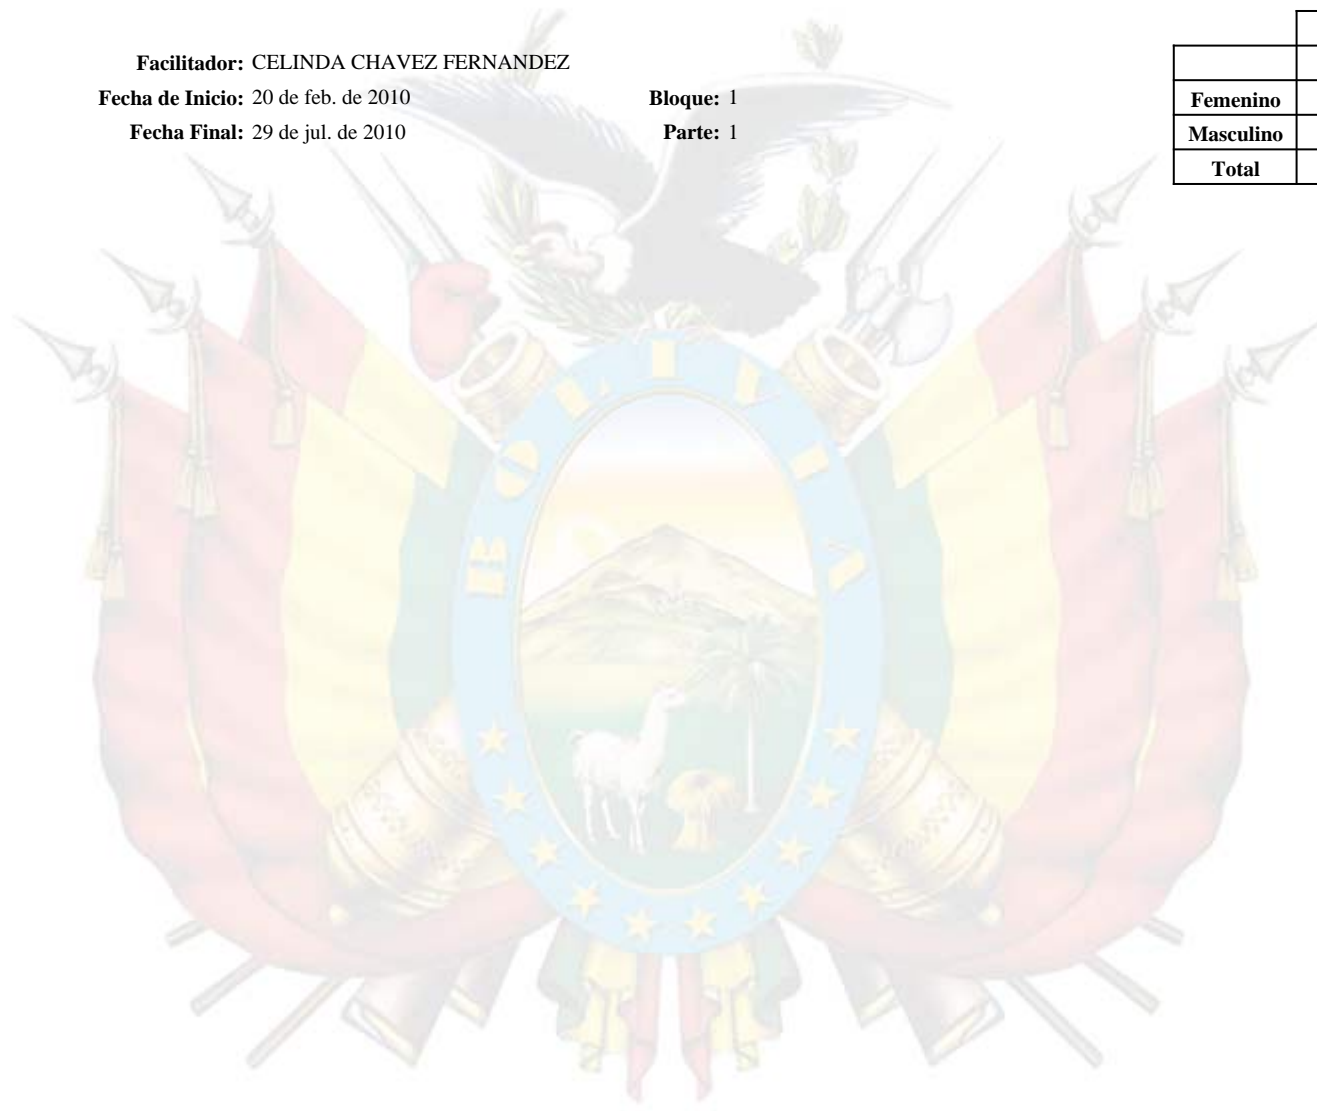 Facilitador: CELINDA CHAVEZ FERNANDEZ
Fecha de Inicio: 20 de feb. de 2010 Bloque: 1
Fecha Final: 29 de jul. de 2010 Parte: 1
Femenino
Masculino
Total
BOLIVIA